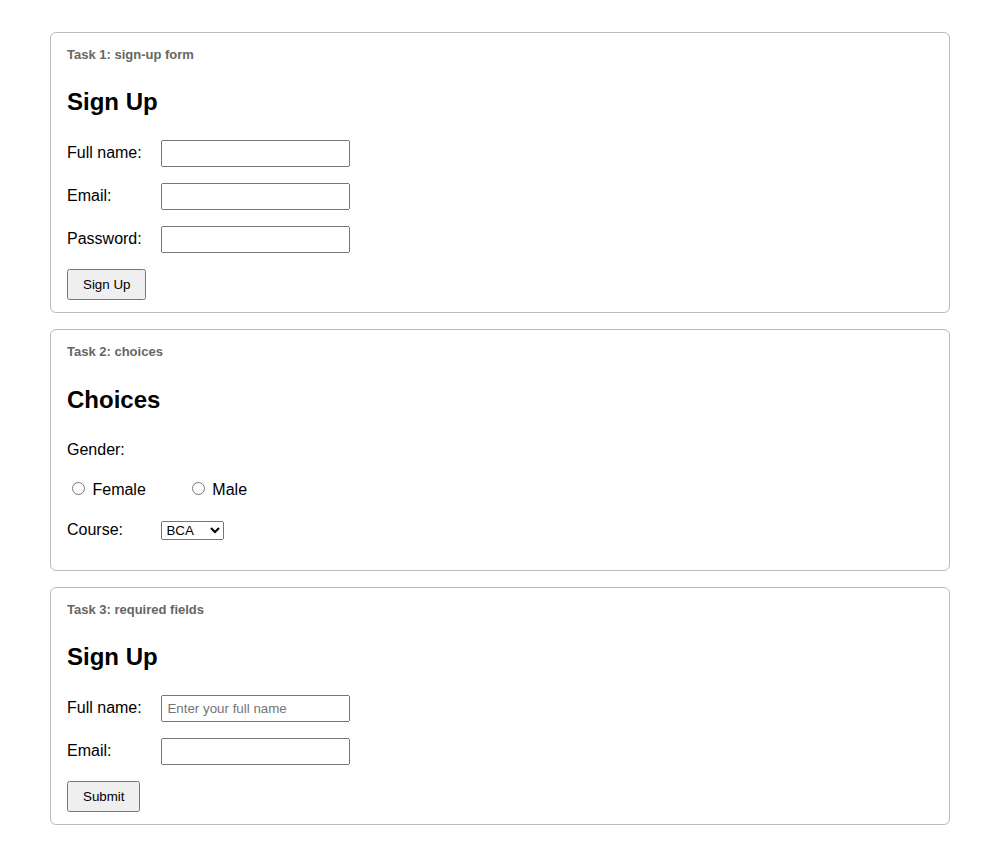 Task 1: sign-up form
Sign Up
Full name:
Email:
Password:
Sign Up
Task 2: choices
Choices
Gender:
Female Male
Course: BCA
Task 3: required fields
Sign Up
Full name: Enter your full name
Email:
Submit